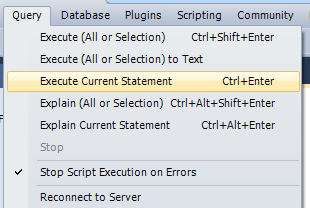 Query Database Plugins Scripting Community
Execute (All or Selection) Ctrl+Shift+Enter
Execute (All or Selection) to Text
Execute Current Statement Ctrl+Enter
Explain (All or Selection) Ctrl+Alt+Shift+Enter
Explain Current Statement Ctrl+Alt+Enter
Stop
Stop Script Execution on Errors
Reconnect to Server